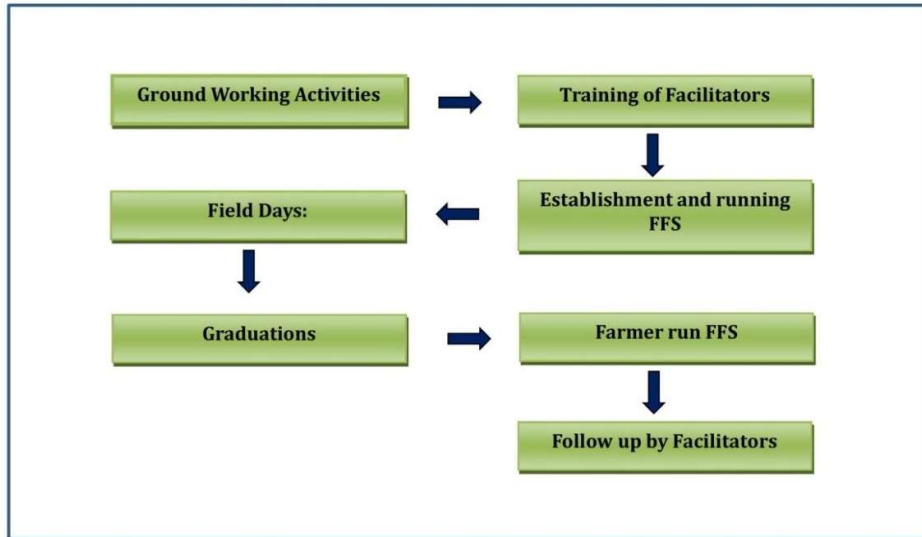 Ground Working Activities
Training of Facilitators
Establishment and running
FFS
Field Days:
Graduations
Farmer run FFS
Follow up by Facilitators